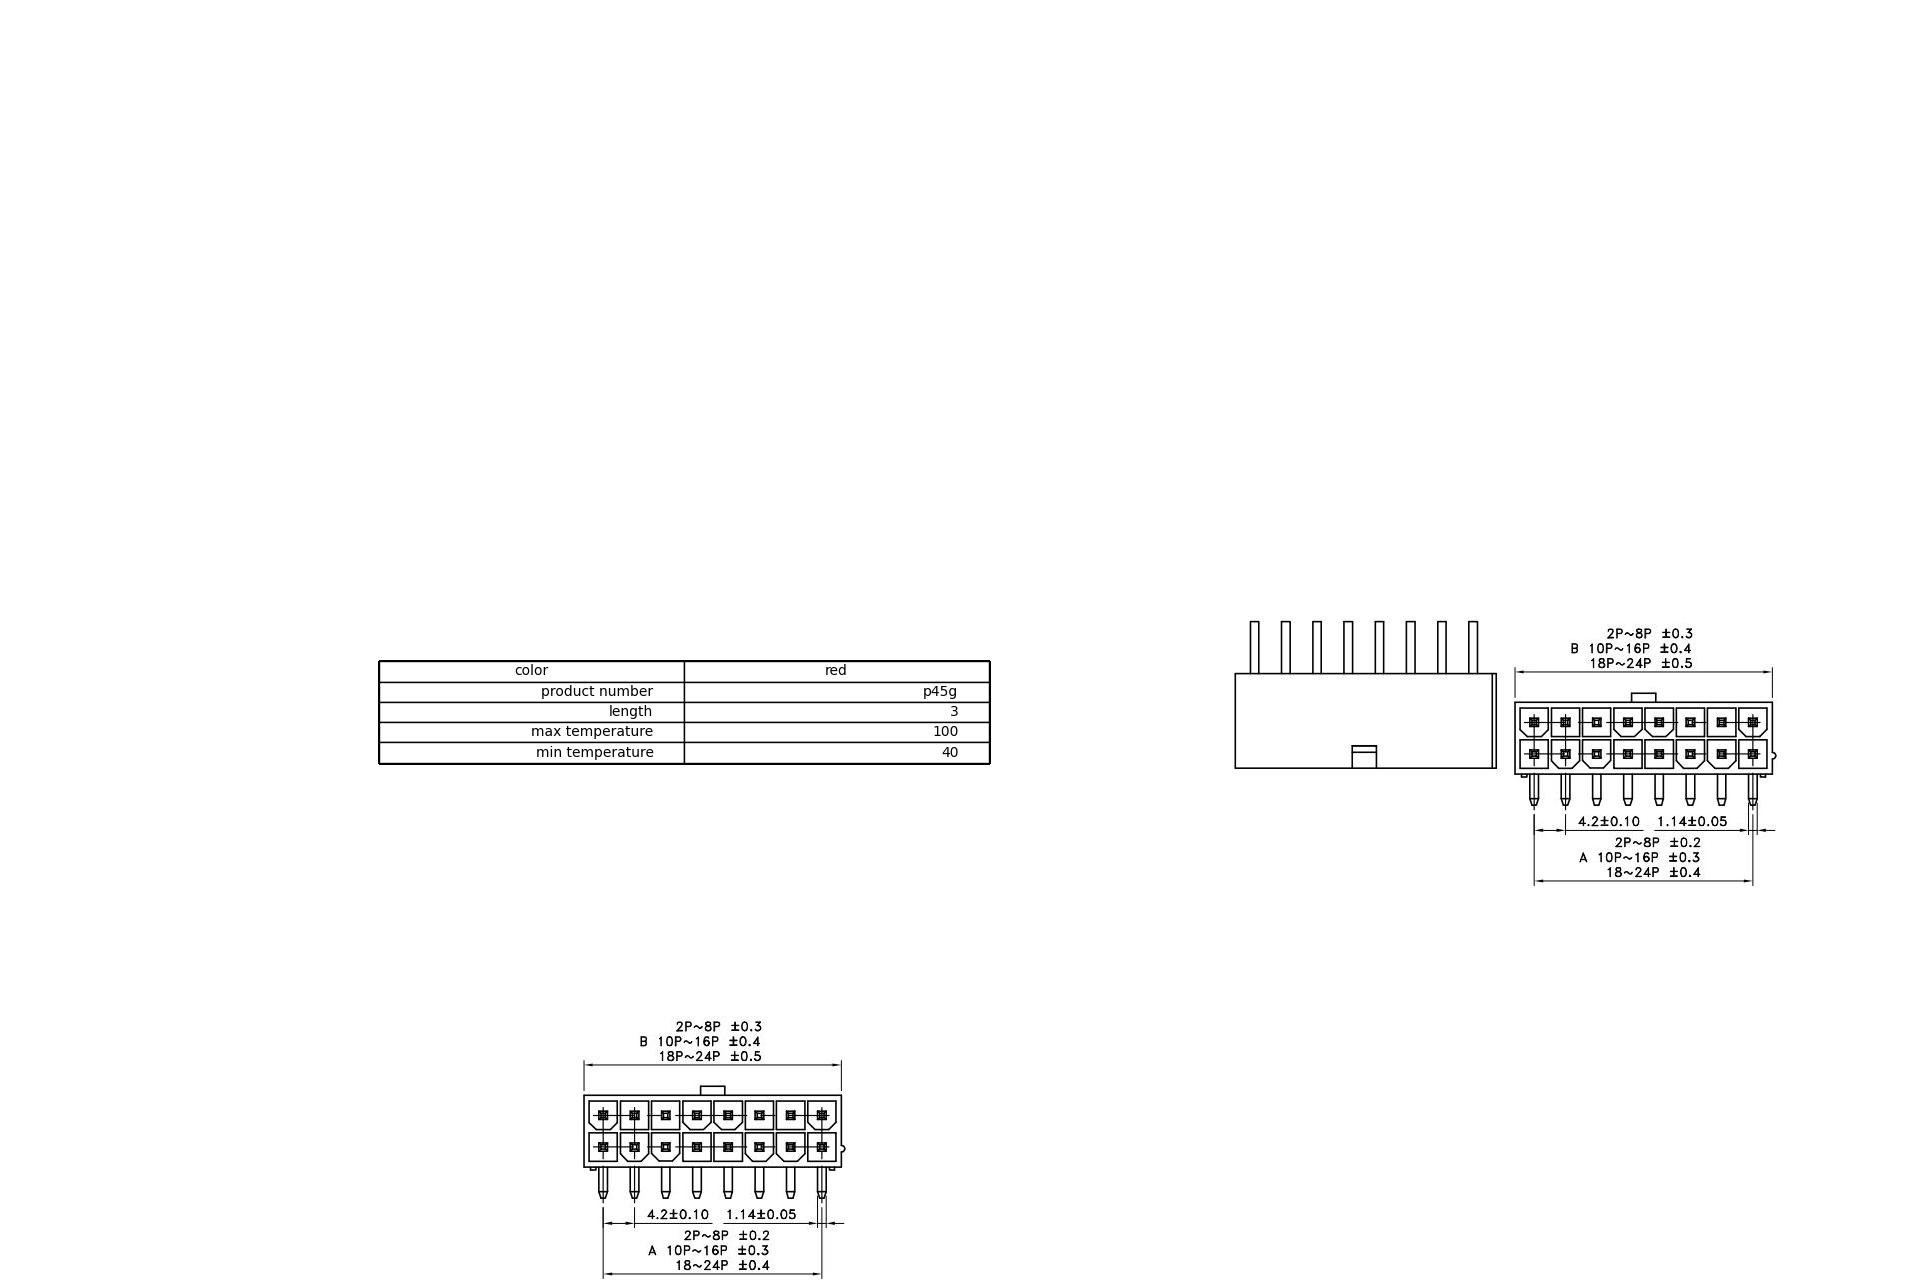 color red
product number p45g
length 3
max temperature 100
min temperature 40
2P~8P ±0.3
B 10P~16P ±0.4
18P~24P ±0.5
4.2±0.10 1.14±0.05
2P~8P ±0.2
A 10P~16P ±0.3
18~24P ±0.4
2P~8P ±0.3
B 10P~16P ±0.4
18P~24P ±0.5
4.2±0.10 1.14±0.05
2P~8P ±0.2
A 10P~16P ±0.3
18~24P ±0.4